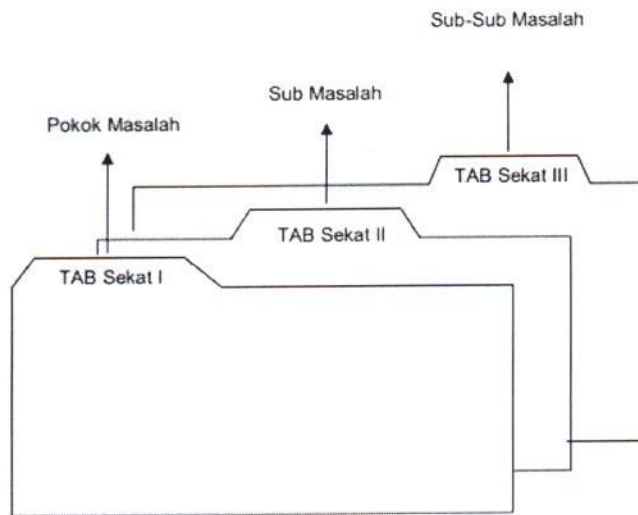 Sub-Sub Masalah
Sub Masalah
Pokok Masalah
TAB Sekat III
TAB Sekat II
TAB Sekat I